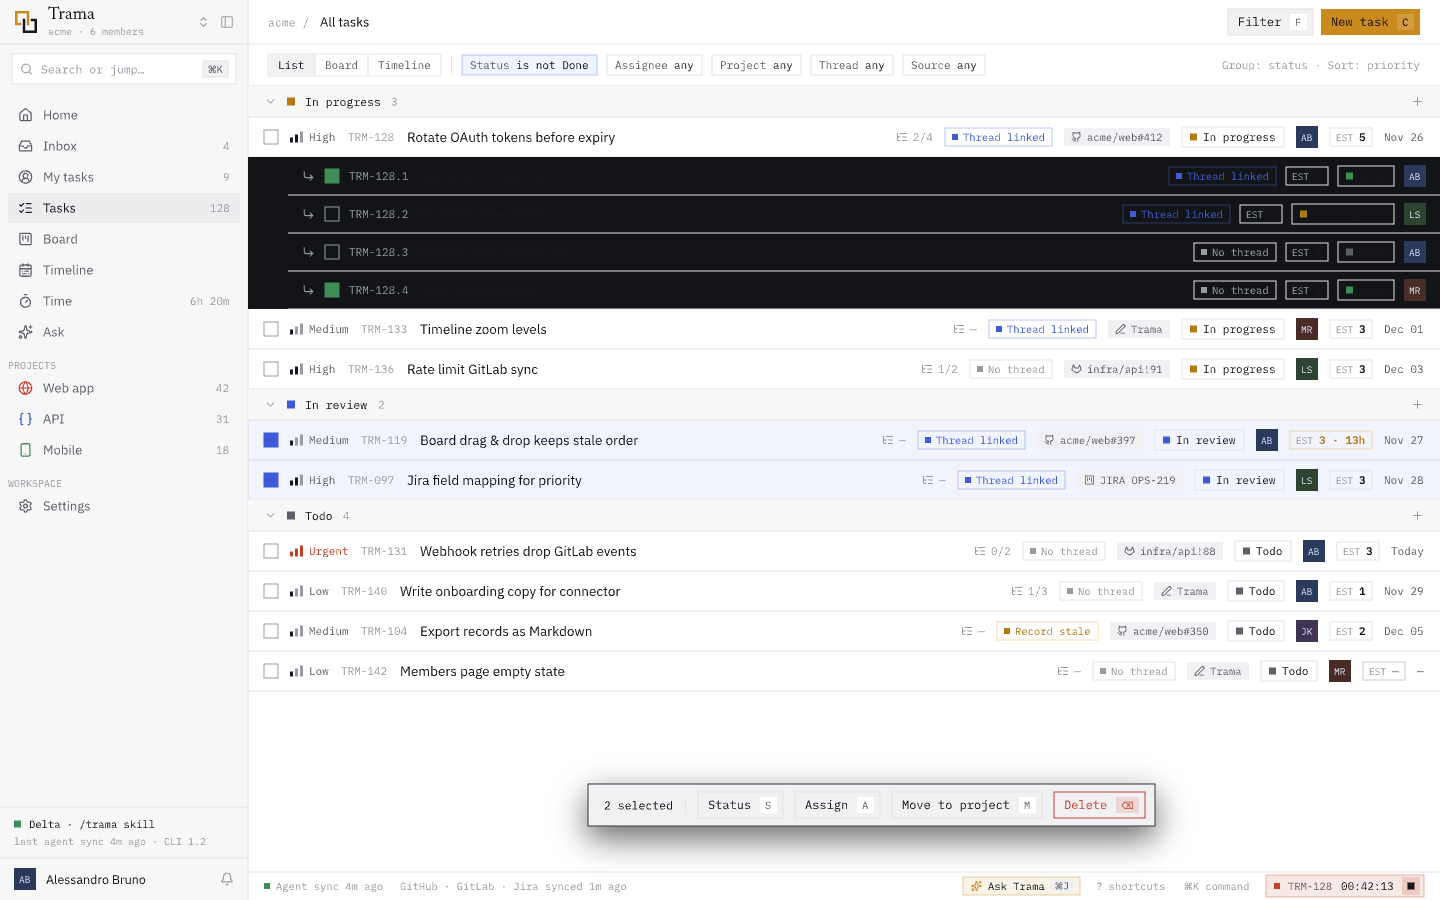 Trama
acme · 6 members
Search or jump… ⌘K
Home
Inbox 4
My tasks 9
Tasks 128
Board
Timeline
Time 6h 20m
Ask
PROJECTS
Web app 42
API 31
Mobile 18
WORKSPACE
Settings
Delta · /trama skill
last agent sync 4m ago · CLI 1.2
AB Alessandro Bruno
acme / All tasks Filter F New task C
List Board Timeline Status is not Done Assignee any Project any Thread any Source any Group: status · Sort: priority
In progress 3 +
High TRM-128 Rotate OAuth tokens before expiry 2/4 Thread linked acme/web#412 In progress AB EST 5 Nov 26
TRM-128.1 Thread linked EST AB
TRM-128.2 Thread linked EST LS
TRM-128.3 No thread EST AB
TRM-128.4 No thread EST MR
Medium TRM-133 Timeline zoom levels – Thread linked Trama In progress MR EST 3 Dec 01
High TRM-136 Rate limit GitLab sync 1/2 No thread infra/api!91 In progress LS EST 3 Dec 03
In review 2 +
Medium TRM-119 Board drag & drop keeps stale order – Thread linked acme/web#397 In review AB EST 3 · 13h Nov 27
High TRM-097 Jira field mapping for priority – Thread linked JIRA OPS-219 In review LS EST 3 Nov 28
Todo 4 +
Urgent TRM-131 Webhook retries drop GitLab events 0/2 No thread infra/api!88 Todo AB EST 3 Today
Low TRM-140 Write onboarding copy for connector 1/3 No thread Trama Todo AB EST 1 Nov 29
Medium TRM-104 Export records as Markdown – Record stale acme/web#350 Todo JK EST 2 Dec 05
Low TRM-142 Members page empty state – No thread Trama Todo MR EST – –
2 selected Status S Assign A Move to project M Delete ⌫
Agent sync 4m ago GitHub · GitLab · Jira synced 1m ago Ask Trama ⌘J ? shortcuts ⌘K command TRM-128 00:42:13